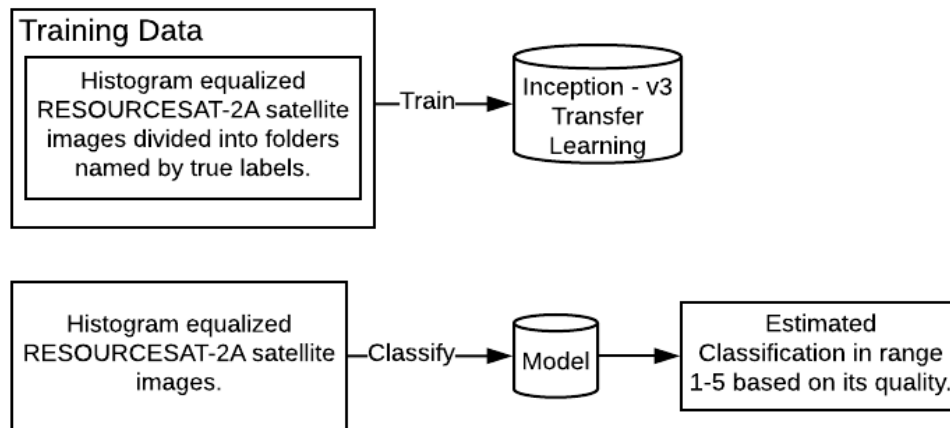 Training Data
Histogram equalized
RESOURCESAT-2A satellite
images divided into folders
named by true labels.
Train
Inception - v3
Transfer
Learning
Histogram equalized
RESOURCESAT-2A satellite
images.
Classify
Model
Estimated
Classification in range
1-5 based on its quality.